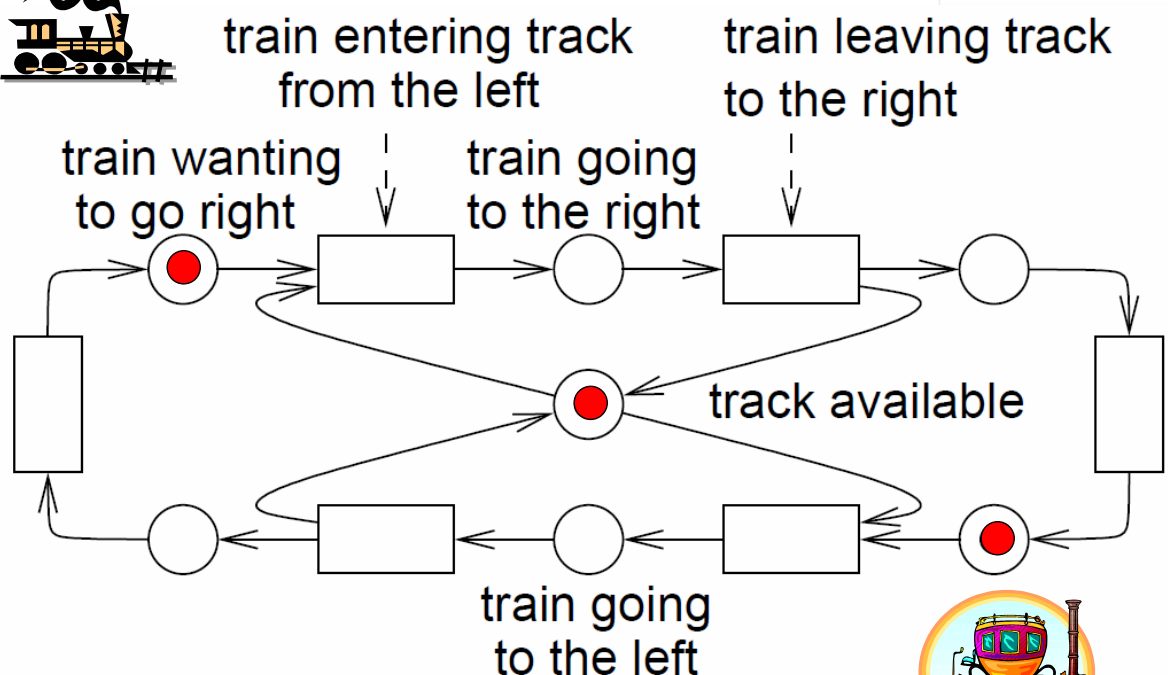 train entering track
from the left
train leaving track
to the right
train wanting
to go right
train going
to the right
track available
train going
to the left